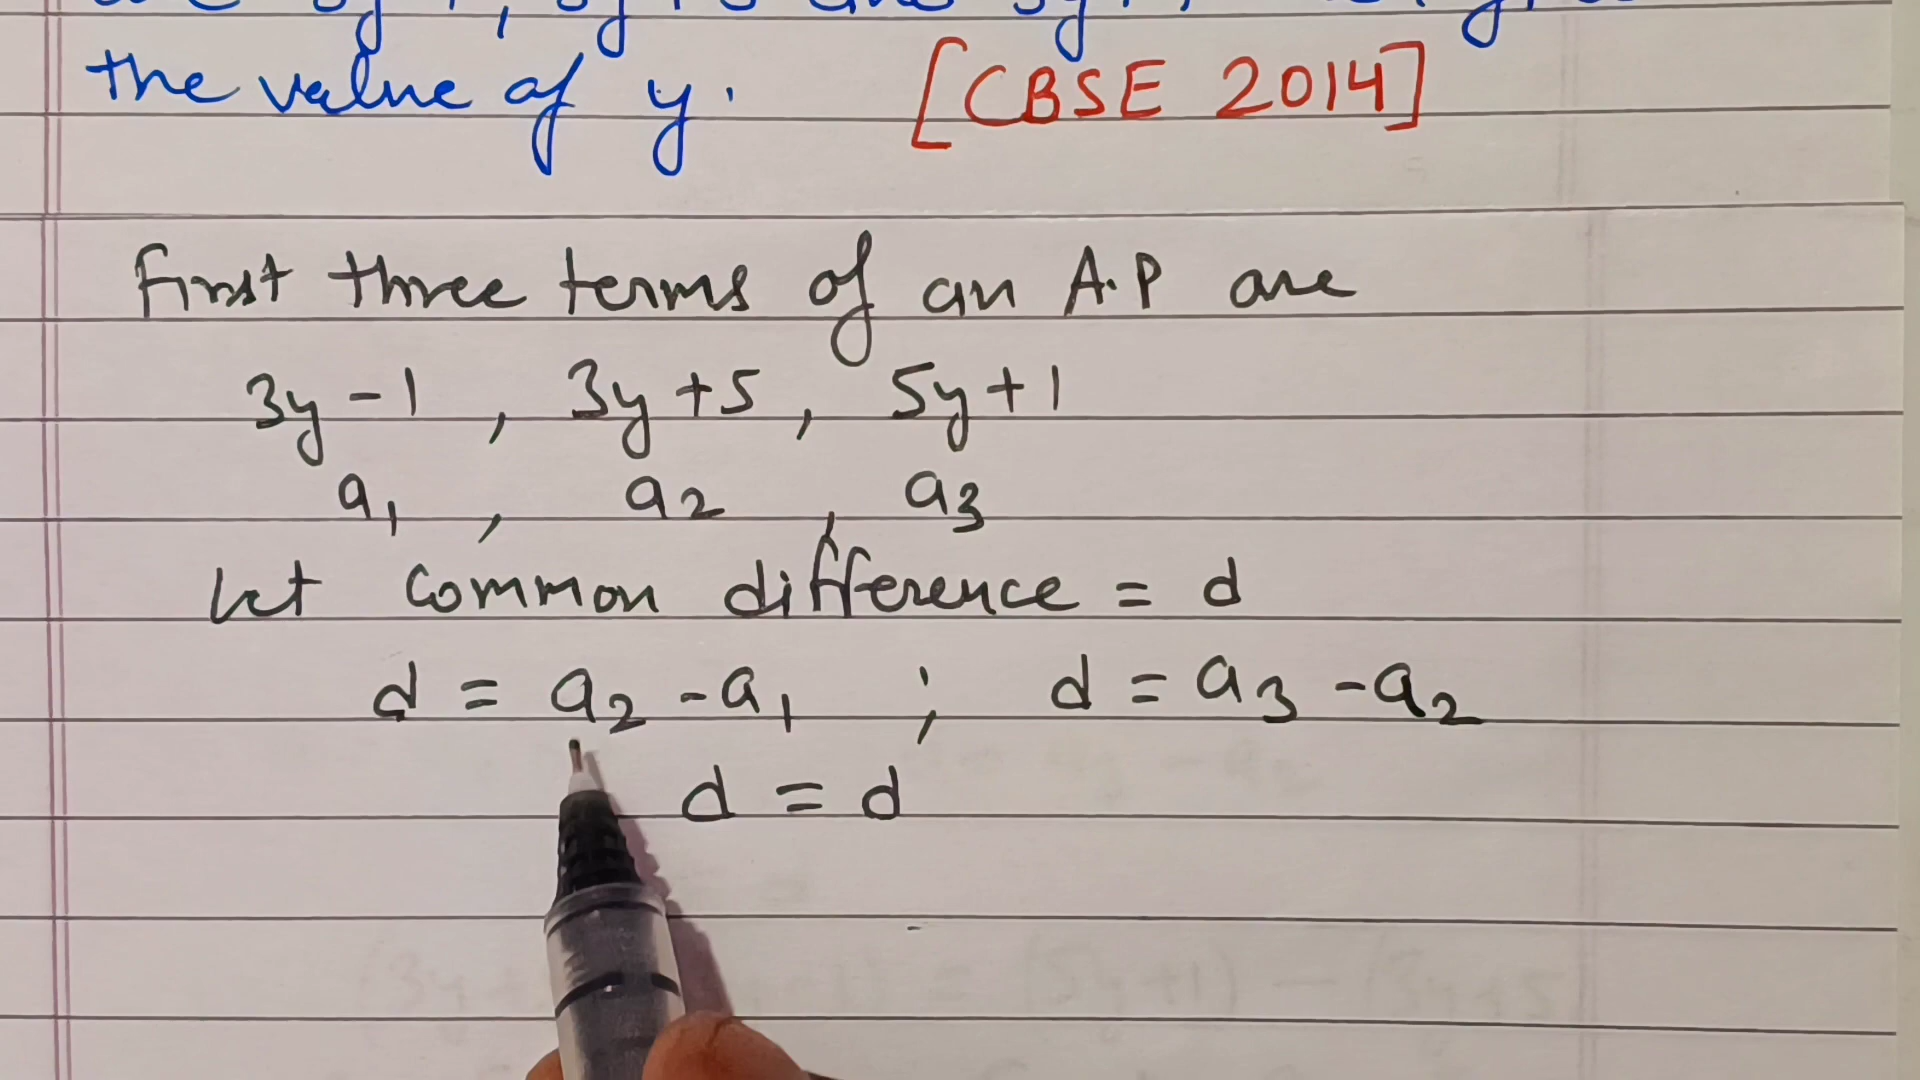 the value of y. [CBSE 2014]
First three terms of an A.P are
3y-1, 3y+5, 5y+1
a1, a2, a3
Let common difference = d
d = a2 - a1 ; d = a3 - a2
d = d